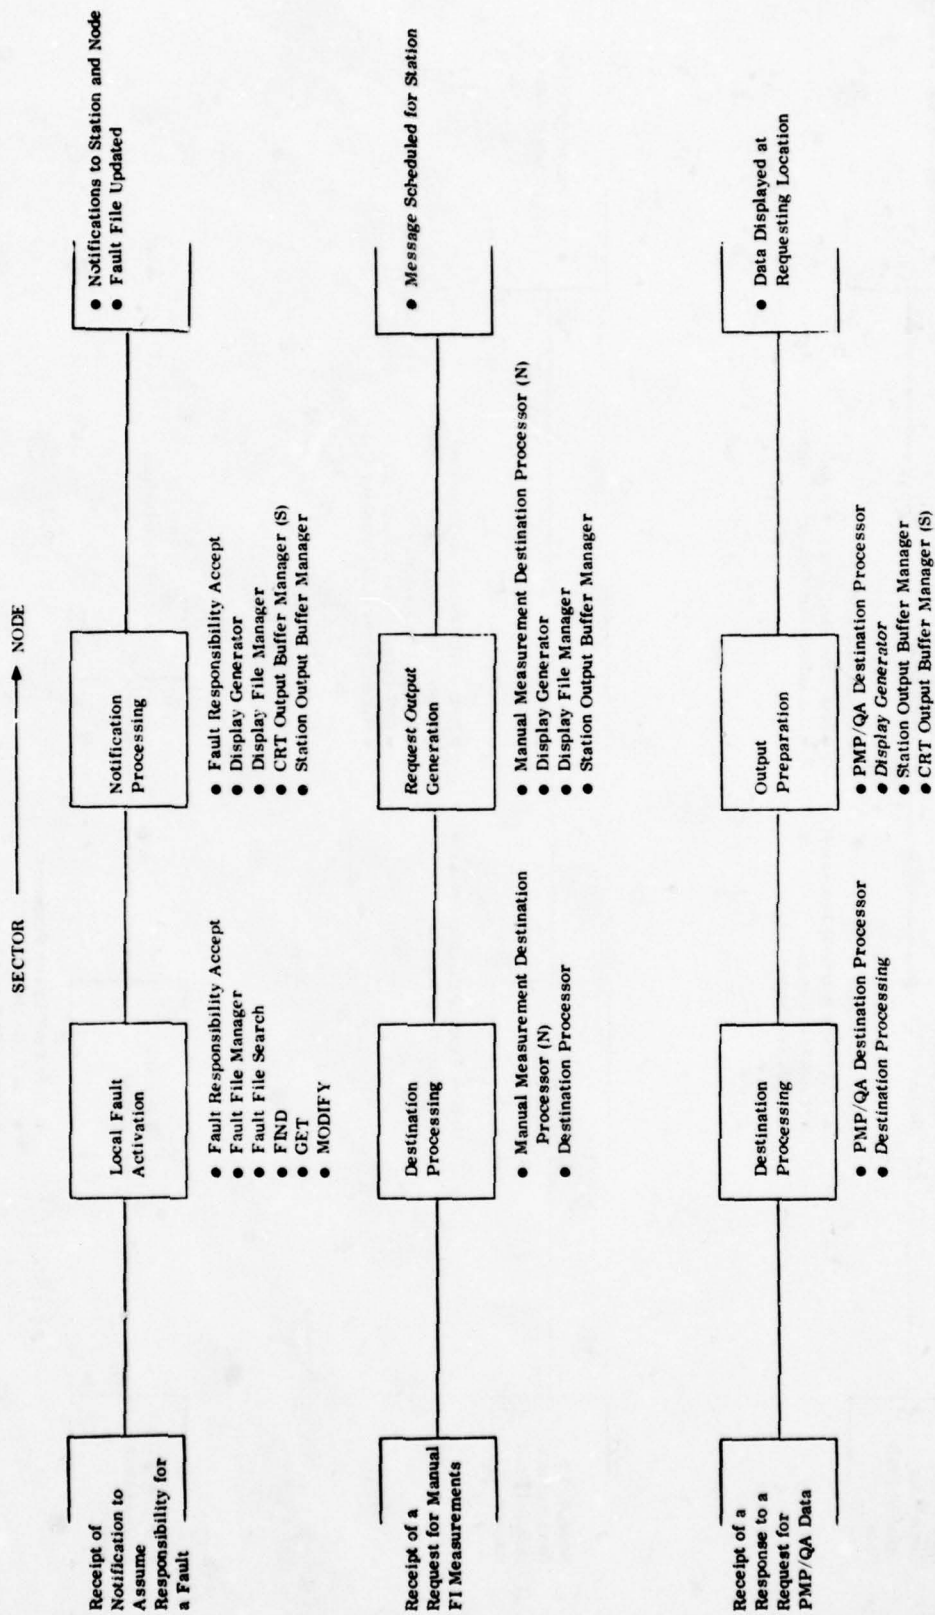 SECTOR NODE
Receipt of
Notification to
Assume
Responsibility for
a Fault
Local Fault
Activation
● Fault Responsibility Accept
● Fault File Manager
● Fault File Search
● FIND
● GET
● MODIFY
Notification
Processing
● Fault Responsibility Accept
● Display Generator
● Display File Manager
● CRT Output Buffer Manager (S)
● Station Output Buffer Manager
● Notifications to Station and Node
● Fault File Updated
Receipt of a
Request for Manual
FI Measurements
Destination
Processing
● Manual Measurement Destination
Processor (N)
● Destination Processor
Request Output
Generation
● Manual Measurement Destination Processor (N)
● Display Generator
● Display File Manager
● Station Output Buffer Manager
● Message Scheduled for Station
Receipt of a
Response to a
Request for
PMP/QA Data
Destination
Processing
● PMP/QA Destination Processor
● Destination Processing
Output
Preparation
● PMP/QA Destination Processor
● Display Generator
● Station Output Buffer Manager
● CRT Output Buffer Manager (S)
● Data Displayed at
Requesting Location